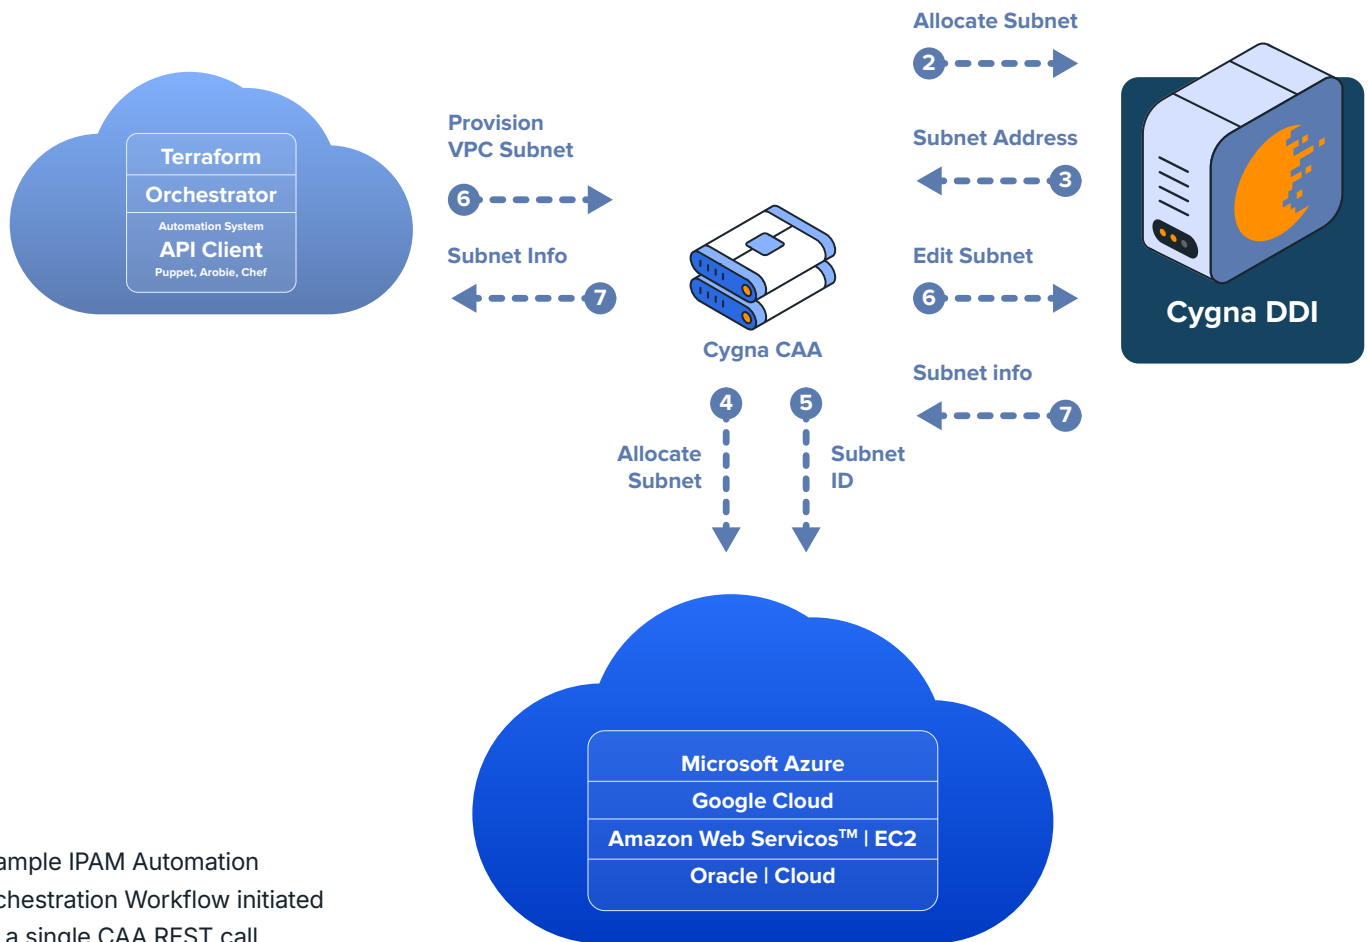 Allocate Subnet
2
Terraform
Orchestrator
Automation System
API Client
Puppet, Arobie, Chef
Provision
VPC Subnet
6
Subnet Info
7
Cygna CAA
Subnet Address
3
Edit Subnet
6
Subnet info
7
Cygna DDI
4
5
Allocate
Subnet
Subnet
ID
Microsoft Azure
Google Cloud
Amazon Web Servicos™ | EC2
Oracle | Cloud
ample IPAM Automation
chestration Workflow initiated
a single CAA REST call